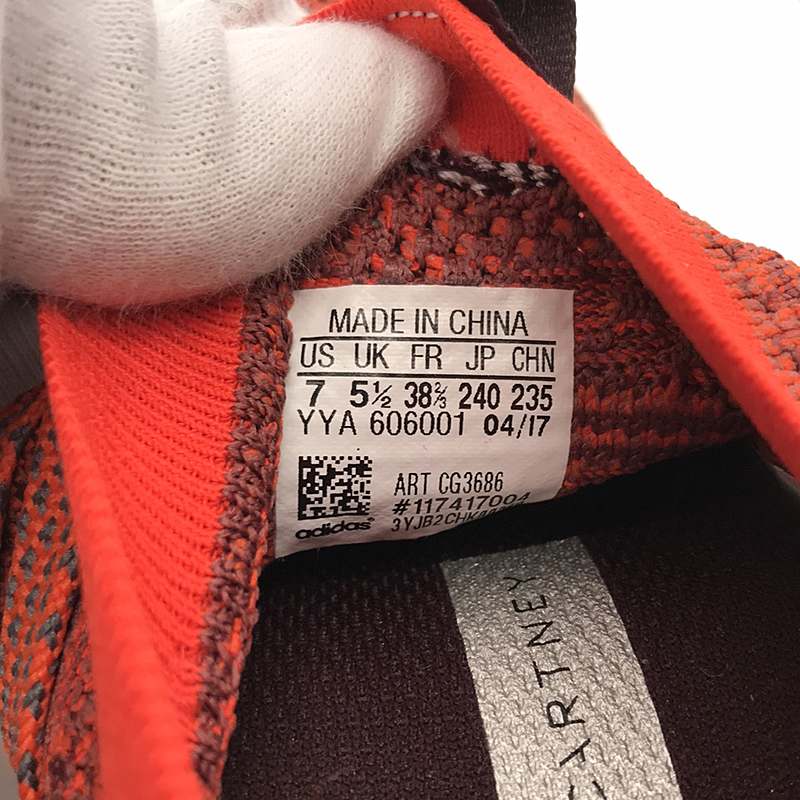 MADE IN CHINA
US UK FR JP CHN
7 5½ 38⅔ 240 235
YYA 606001 04/17
ART CG3686
#117417004
adidas
CARTNEY